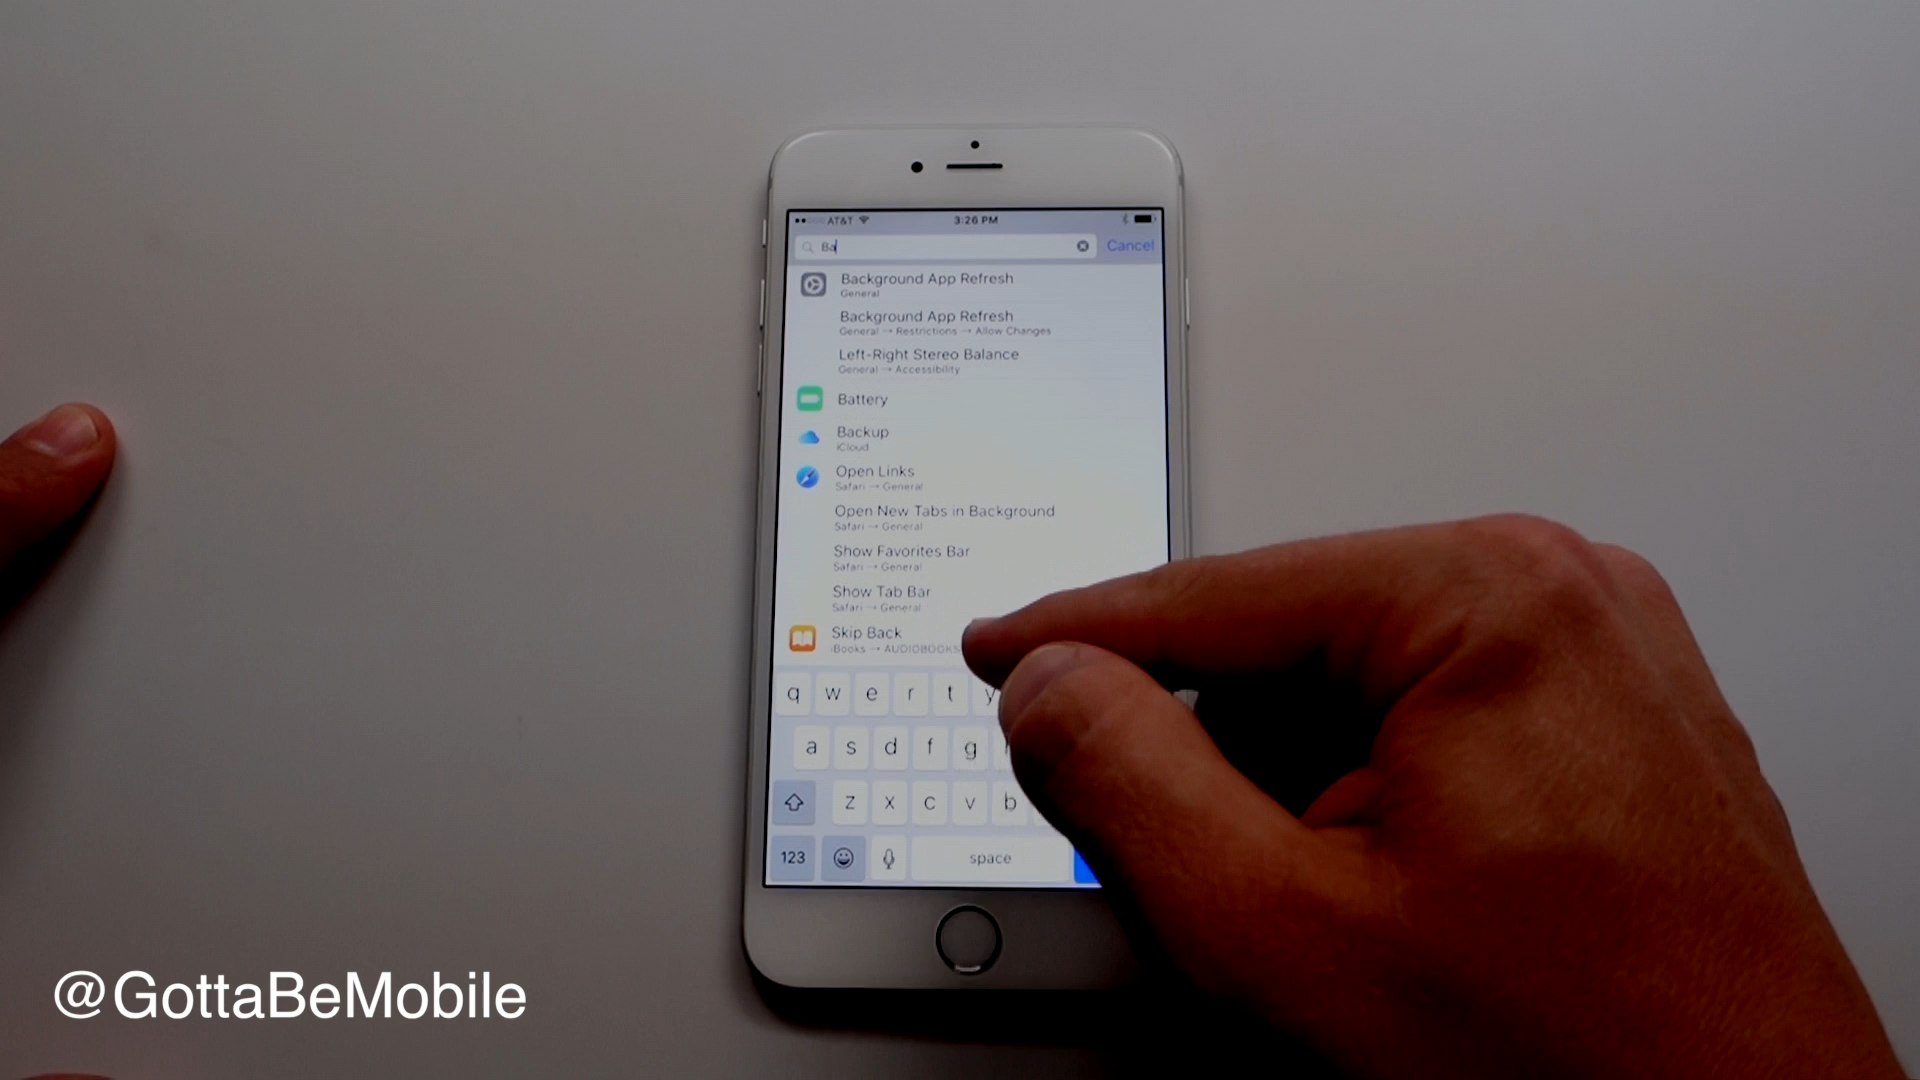 AT&T 3:26 PM
Ba Cancel
Background App Refresh
General
Background App Refresh
General → Restrictions → Allow Changes
Left-Right Stereo Balance
General → Accessibility
Battery
Backup
iCloud
Open Links
Safari → General
Open New Tabs in Background
Safari → General
Show Favorites Bar
Safari → General
Show Tab Bar
Safari → General
Skip Back
iBooks → AUDIOBOOKS
q w e r t y
a s d f g
z x c v b
123 space
@GottaBeMobile